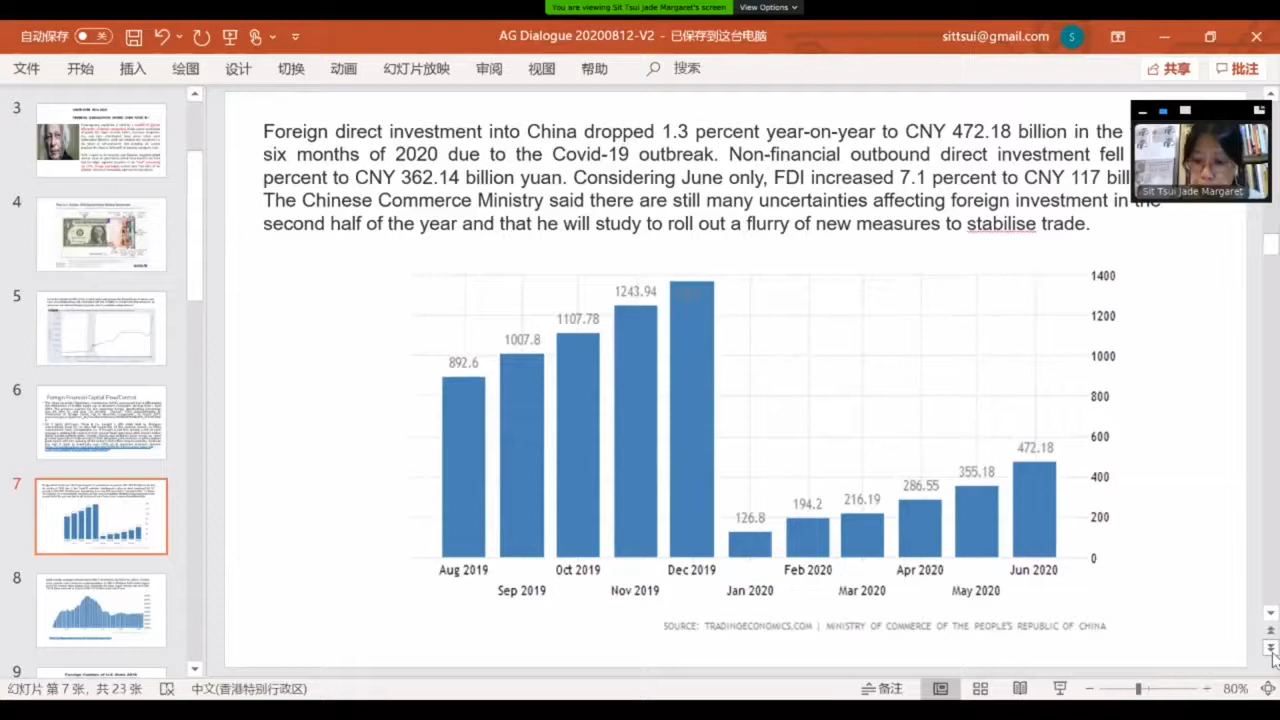 You are viewing Sit Tsui Jade Margaret's screen View Options
自动保存 关 AG Dialogue 20200812-V2 - 已保存到这台电脑 sittsui@gmail.com S
文件 开始 插入 绘图 设计 切换 动画 幻灯片放映 审阅 视图 帮助 搜索 共享 批注
3
4
5
6
Foreign Financial Capital Flow/Control
7
8
9
Foreign direct investment into China dropped 1.3 percent year-on-year to CNY 472.18 billion in the
six months of 2020 due to the Covid-19 outbreak. Non-financial outbound direct investment fell
percent to CNY 362.14 billion yuan. Considering June only, FDI increased 7.1 percent to CNY 117 bill
The Chinese Commerce Ministry said there are still many uncertainties affecting foreign investment in the
second half of the year and that he will study to roll out a flurry of new measures to stabilise trade.
Sit Tsui Jade Margaret
1400
1200
1000
800
600
400
200
0
892.6
1007.8
1107.78
1243.94
126.8
194.2
216.19
286.55
355.18
472.18
Aug 2019 Oct 2019 Dec 2019 Feb 2020 Apr 2020 Jun 2020
Sep 2019 Nov 2019 Jan 2020 Mar 2020 May 2020
SOURCE: TRADINGECONOMICS.COM | MINISTRY OF COMMERCE OF THE PEOPLE'S REPUBLIC OF CHINA
幻灯片 第 7 张，共 23 张 中文(香港特别行政区) 备注 80%